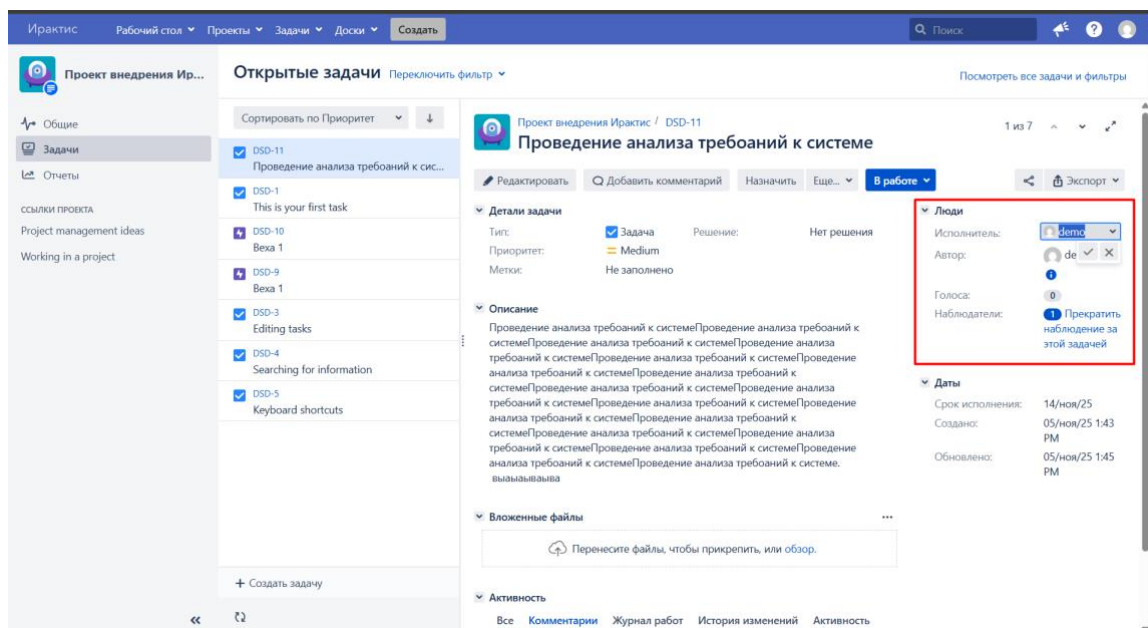 Ирактис
Рабочий стол
Проекты
Задачи
Доски
Создать
Поиск
Проект внедрения Ир...
Общие
Задачи
Отчеты
ССЫЛКИ ПРОЕКТА
Project management ideas
Working in a project
Открытые задачи
Переключить фильтр
Посмотреть все задачи и фильтры
Сортировать по Приоритет
DSD-11
Проведение анализа требоаний к сис...
DSD-1
This is your first task
DSD-10
Веха 1
DSD-9
Веха 1
DSD-3
Editing tasks
DSD-4
Searching for information
DSD-5
Keyboard shortcuts
+ Создать задачу
Проект внедрения Ирактис / DSD-11
1 из 7
Проведение анализа требоаний к системе
Редактировать
Добавить комментарий
Назначить
Еще...
В работе
Экспорт
Детали задачи
Тип: Задача
Решение: Нет решения
Приоритет: Medium
Метки: Не заполнено
Описание
Проведение анализа требоаний к системеПроведение анализа требоаний к
системеПроведение анализа требоаний к системеПроведение анализа
требоаний к системеПроведение анализа требоаний к системеПроведение
анализа требоаний к системеПроведение анализа требоаний к
системеПроведение анализа требоаний к системеПроведение анализа
требоаний к системеПроведение анализа требоаний к системеПроведение
анализа требоаний к системеПроведение анализа требоаний к
системеПроведение анализа требоаний к системеПроведение анализа
требоаний к системеПроведение анализа требоаний к системеПроведение
анализа требоаний к системеПроведение анализа требоаний к системе.
Вложенные файлы
Перенесите файлы, чтобы прикрепить, или обзор.
Активность
Все
Комментарии
Журнал работ
История изменений
Активность
Люди
Исполнитель: demo
Автор: de
Голоса: 0
Наблюдатели: 1 Прекратить
наблюдение за
этой задачей
Даты
Срок исполнения: 14/ноя/25
Создано: 05/ноя/25 1:43
PM
Обновлено: 05/ноя/25 1:45
PM